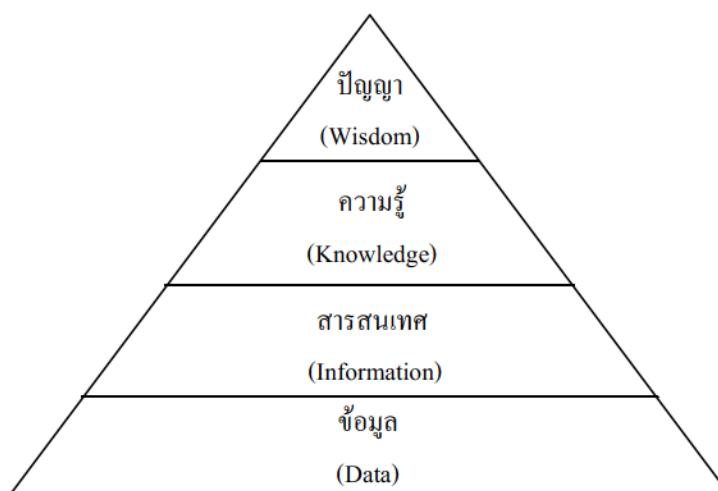 ปัญญา
(Wisdom)
ความรู้
(Knowledge)
สารสนเทศ
(Information)
ข้อมูล
(Data)